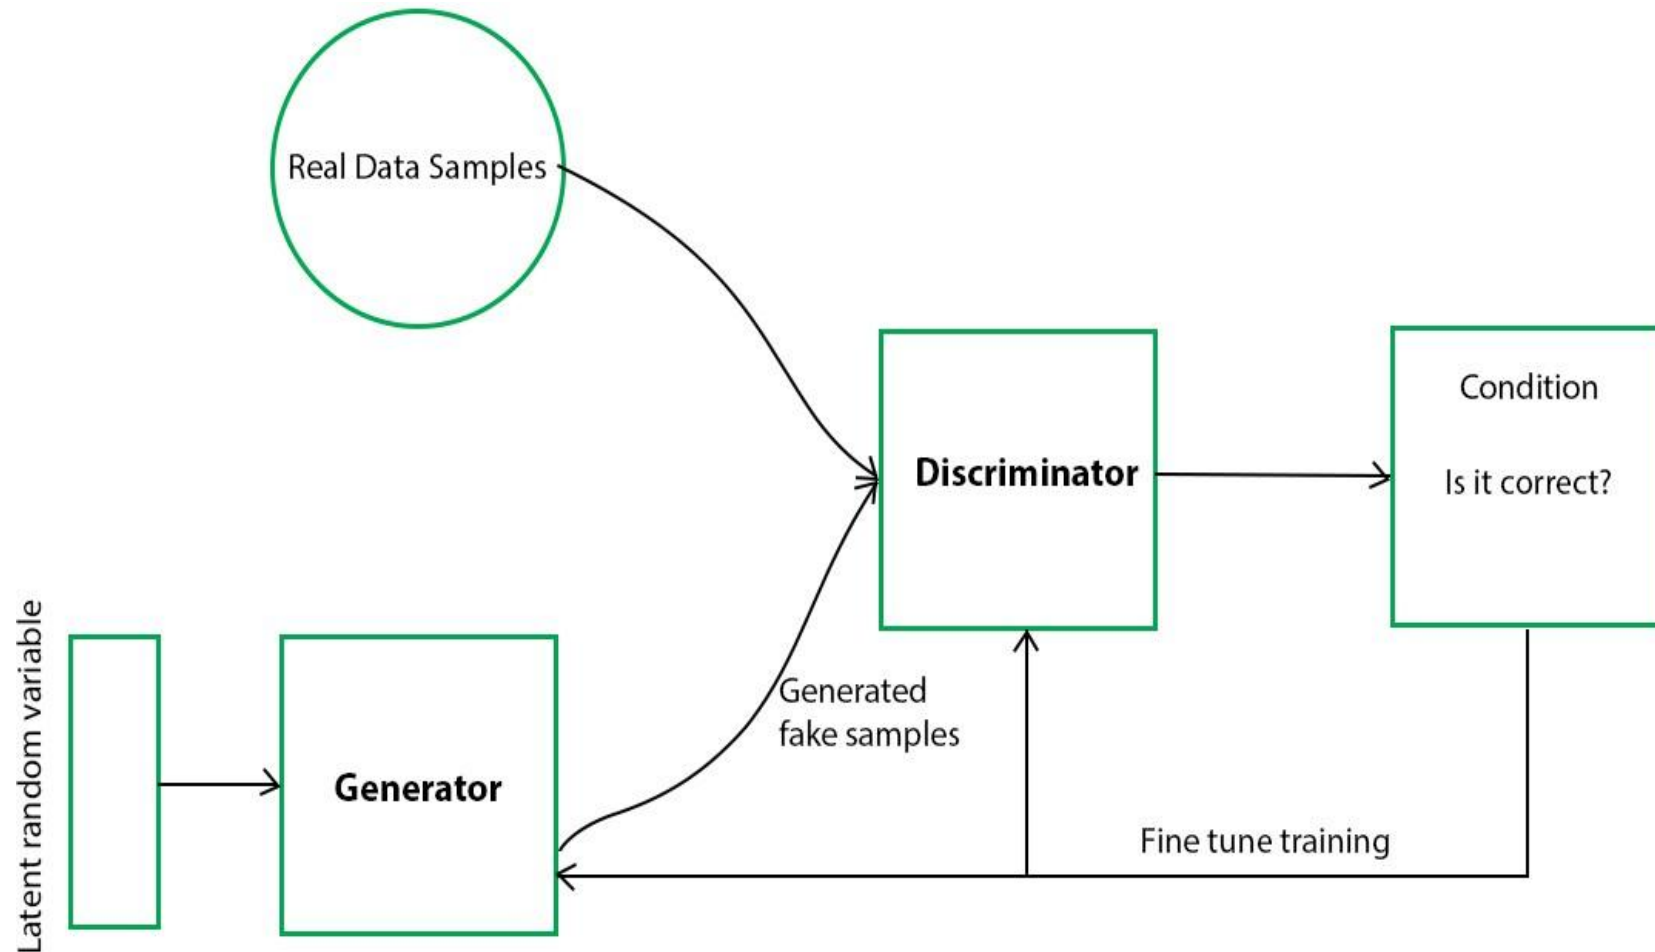 Real Data Samples
Condition
Is it correct?
Discriminator
Generated
fake samples
Latent random variable
Generator
Fine tune training